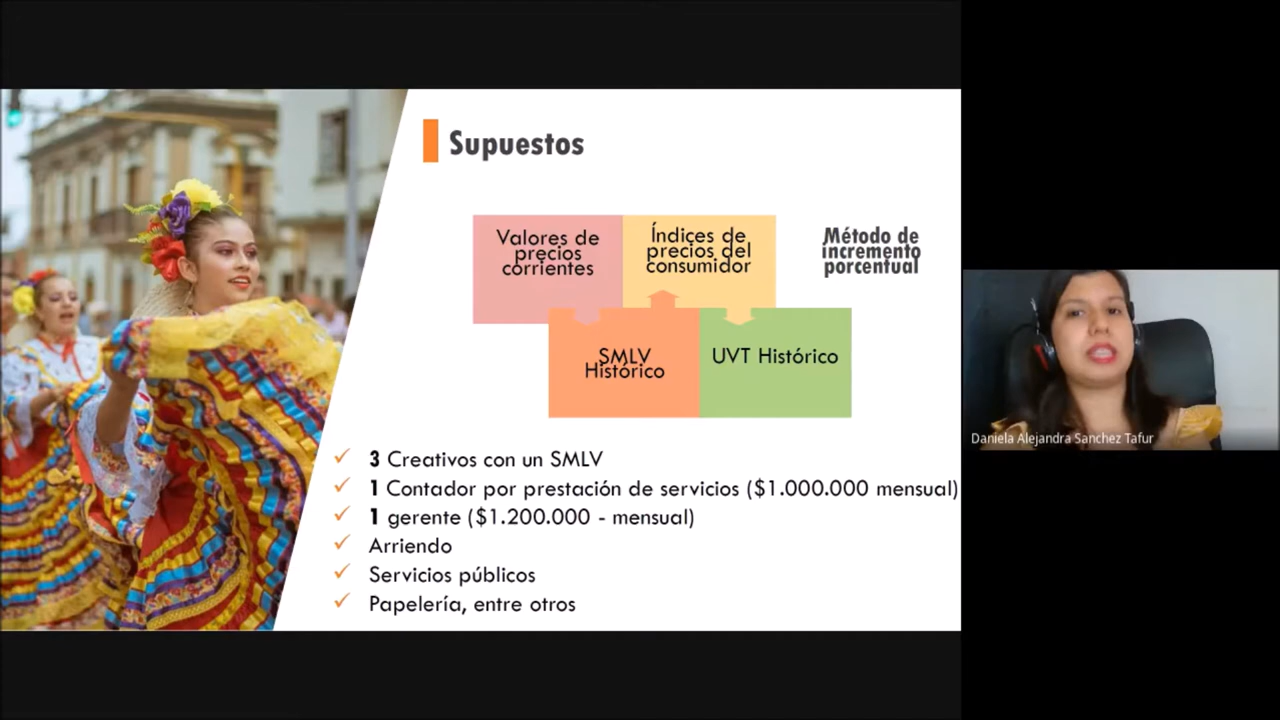 Supuestos
Valores de
precios
corrientes
Índices de
precios del
consumidor
Método de
incremento
porcentual
SMLV
Histórico
UVT Histórico
3 Creativos con un SMLV
1 Contador por prestación de servicios ($1.000.000 mensual)
1 gerente ($1.200.000 - mensual)
Arriendo
Servicios públicos
Papelería, entre otros
Daniela Alejandra Sanchez Tafur